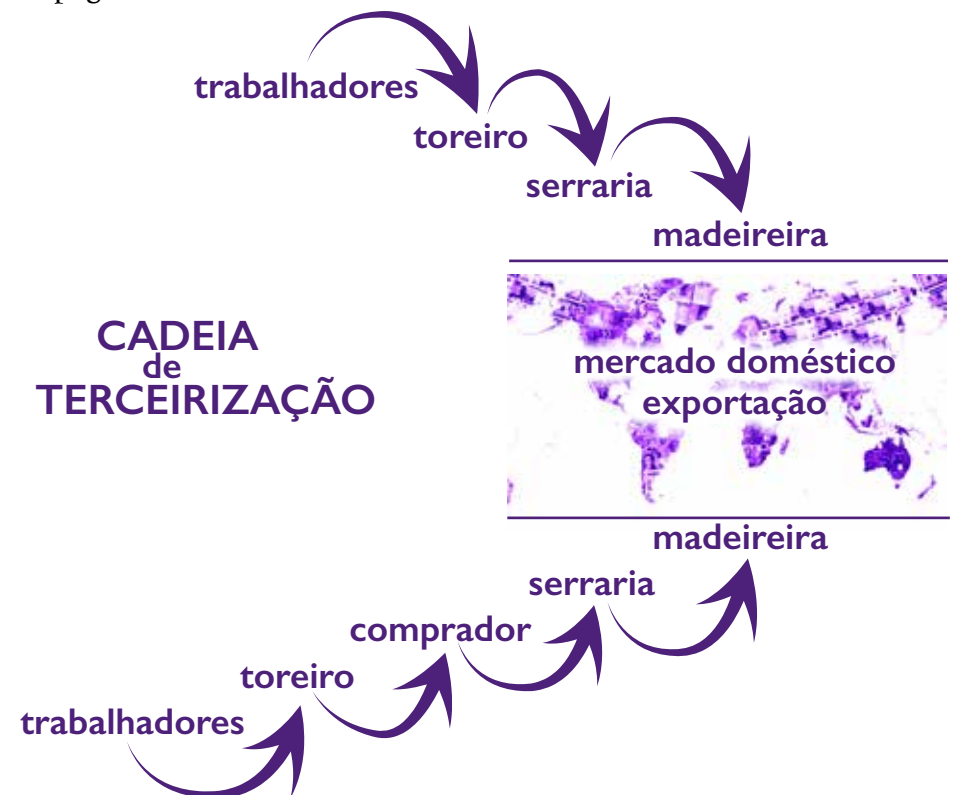 trabalhadores
toreiro
serraria
madeireira
CADEIA
de
TERCEIRIZAÇÃO
mercado doméstico
exportação
madeireira
serraria
comprador
toreiro
trabalhadores